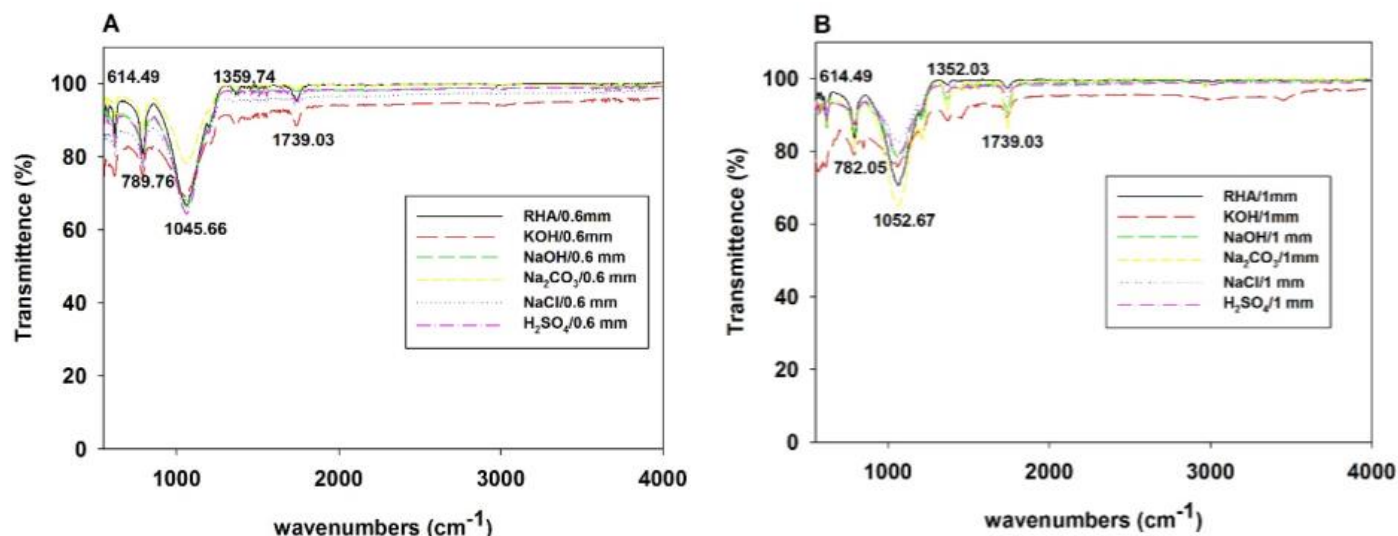 A
614.49
1359.74
789.76
1739.03
1045.66
RHA/0.6mm
KOH/0.6mm
NaOH/0.6 mm
Na2CO3/0.6 mm
NaCl/0.6 mm
H2SO4/0.6 mm
Transmittence (%)
100
80
60
40
20
0
1000
2000
3000
4000
wavenumbers (cm-1)
B
614.49
1352.03
782.05
1739.03
1052.67
RHA/1mm
KOH/1mm
NaOH/1 mm
Na2CO3/1mm
NaCl/1 mm
H2SO4/1 mm
Transmittence (%)
100
80
60
40
20
0
1000
2000
3000
4000
wavenumbers (cm-1)